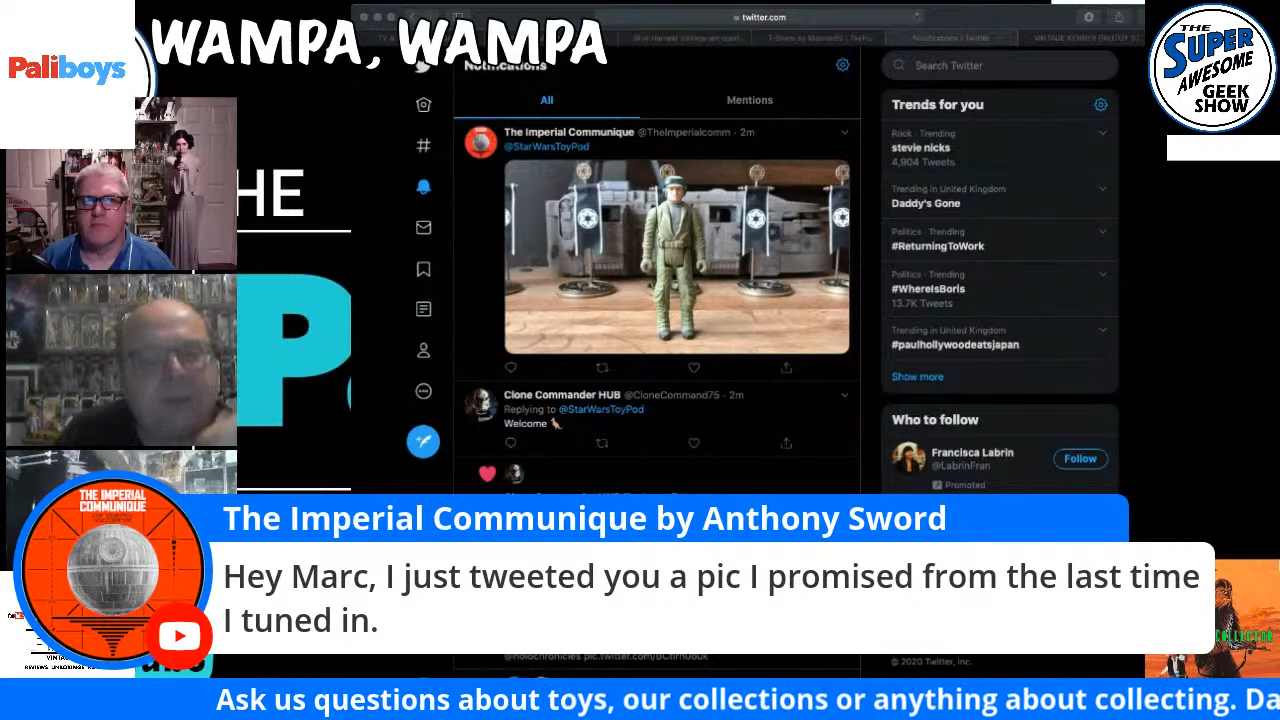 WAMPA, WAMPA
Paliboys
THE
SUPER
AWESOME
GEEK
SHOW
twitter.com
Notifications / Twitter
Notifications
Search Twitter
All
Mentions
The Imperial Communique @TheImperialcomm · 2m
@StarWarsToyPod
Clone Commander HUB @CloneCommand75 · 2m
Replying to @StarWarsToyPod
Welcome
Trends for you
Rock · Trending
stevie nicks
4,904 Tweets
Trending in United Kingdom
Daddy's Gone
Politics · Trending
#ReturningToWork
Politics · Trending
#WhereIsBoris
13.7K Tweets
Trending in United Kingdom
#paulhollywoodeatsjapan
Show more
Who to follow
Francisca Labrin
@LabrinFran
Follow
Promoted
© 2020 Twitter, Inc.
HE
P
THE IMPERIAL
COMMUNIQUE
The Imperial Communique by Anthony Sword
Hey Marc, I just tweeted you a pic I promised from the last time
I tuned in.
Ask us questions about toys, our collections or anything about collecting. Da